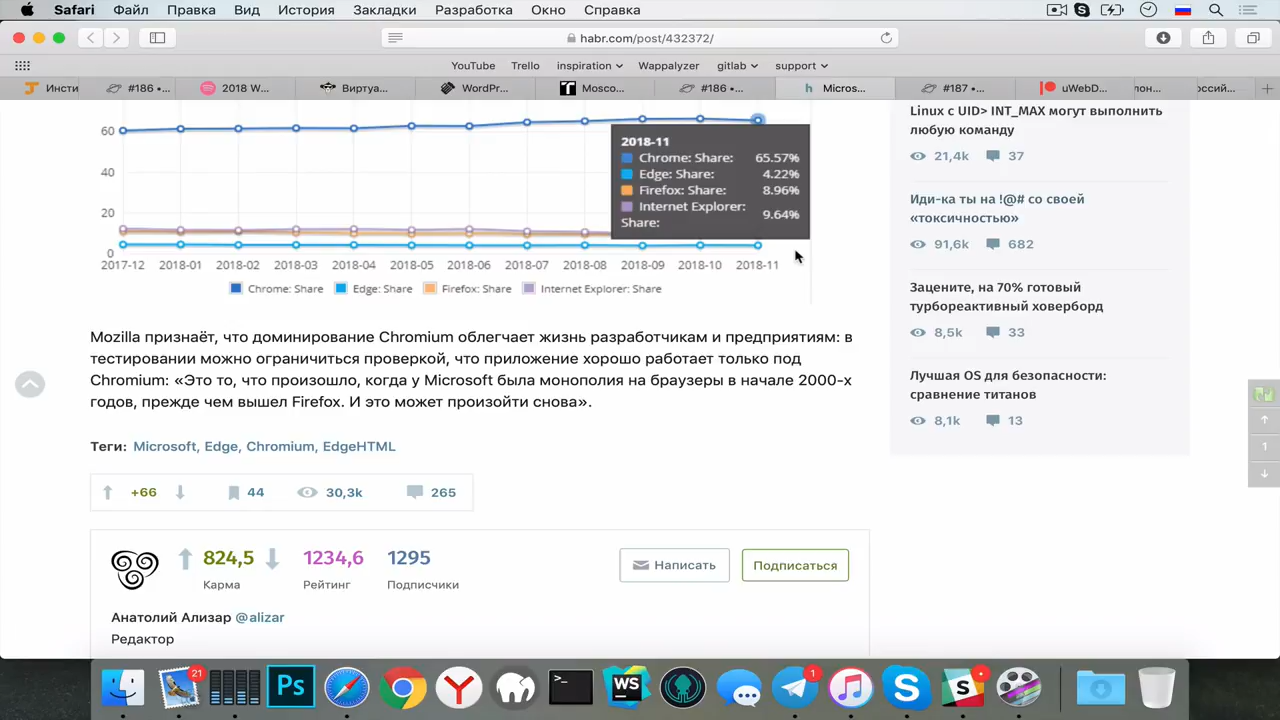 Safari Файл Правка Вид История Закладки Разработка Окно Справка
habr.com/post/432372/
YouTube Trello inspiration Wappalyzer gitlab support
Инсти #186 •... 2018 W... Виртуа... WordPr... Mosco... #186 •... Micros... #187 •... uWebD... лон... оссий...
60
40
20
0
2017-12 2018-01 2018-02 2018-03 2018-04 2018-05 2018-06 2018-07 2018-08 2018-09 2018-10 2018-11
2018-11
Chrome: Share: 65.57%
Edge: Share: 4.22%
Firefox: Share: 8.96%
Internet Explorer: Share: 9.64%
Chrome: Share Edge: Share Firefox: Share Internet Explorer: Share
Mozilla признаёт, что доминирование Chromium облегчает жизнь разработчикам и предприятиям: в
тестировании можно ограничиться проверкой, что приложение хорошо работает только под
Chromium: «Это то, что произошло, когда у Microsoft была монополия на браузеры в начале 2000-х
годов, прежде чем вышел Firefox. И это может произойти снова».
Теги: Microsoft, Edge, Chromium, EdgeHTML
+66 44 30,3k 265
824,5 1234,6 1295
Карма Рейтинг Подписчики
Написать Подписаться
Анатолий Ализар @alizar
Редактор
Linux с UID> INT_MAX могут выполнить
любую команду
21,4k 37
Иди-ка ты на !@# со своей
«токсичностью»
91,6k 682
Зацените, на 70% готовый
турбореактивный ховерборд
8,5k 33
Лучшая OS для безопасности:
сравнение титанов
8,1k 13
1
21 Ps WS 1 S S